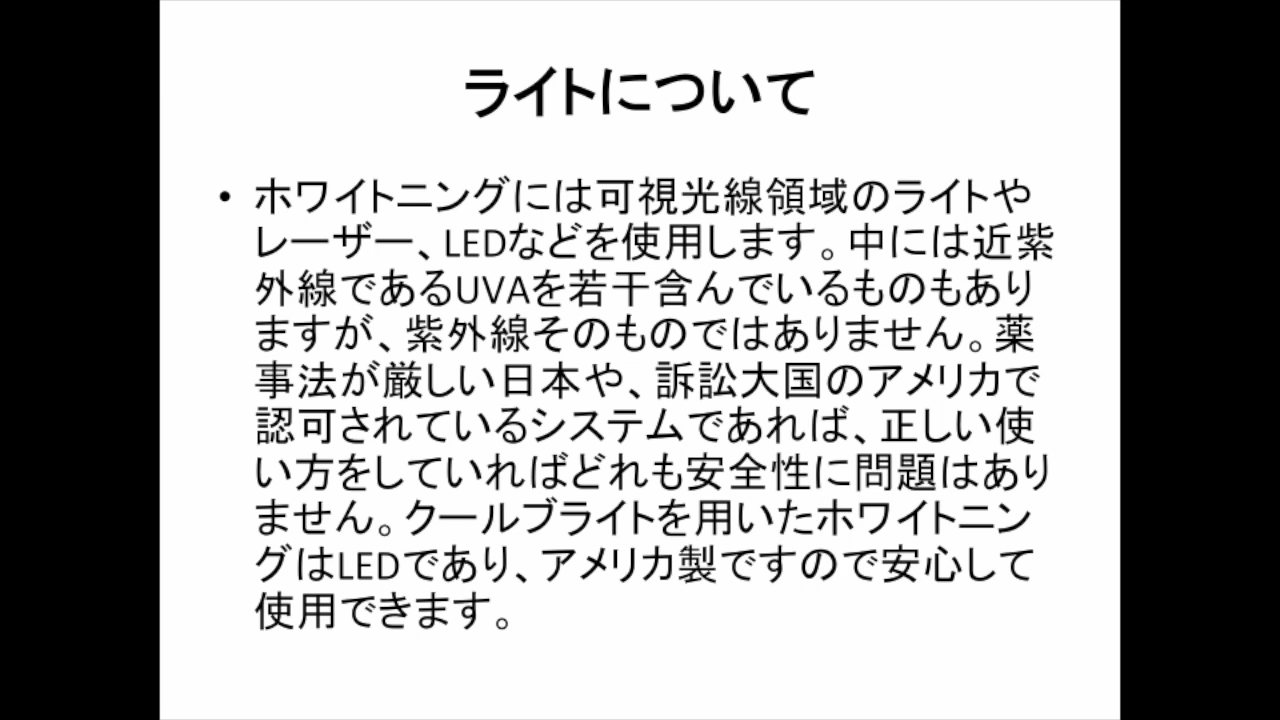 ライトについて
• ホワイトニングには可視光線領域のライトや
レーザー、LEDなどを使用します。中には近紫
外線であるUVAを若干含んでいるものもあり
ますが、紫外線そのものではありません。薬
事法が厳しい日本や、訴訟大国のアメリカで
認可されているシステムであれば、正しい使
い方をしていればどれも安全性に問題はあり
ません。クールブライトを用いたホワイトニン
グはLEDであり、アメリカ製ですので安心して
使用できます。